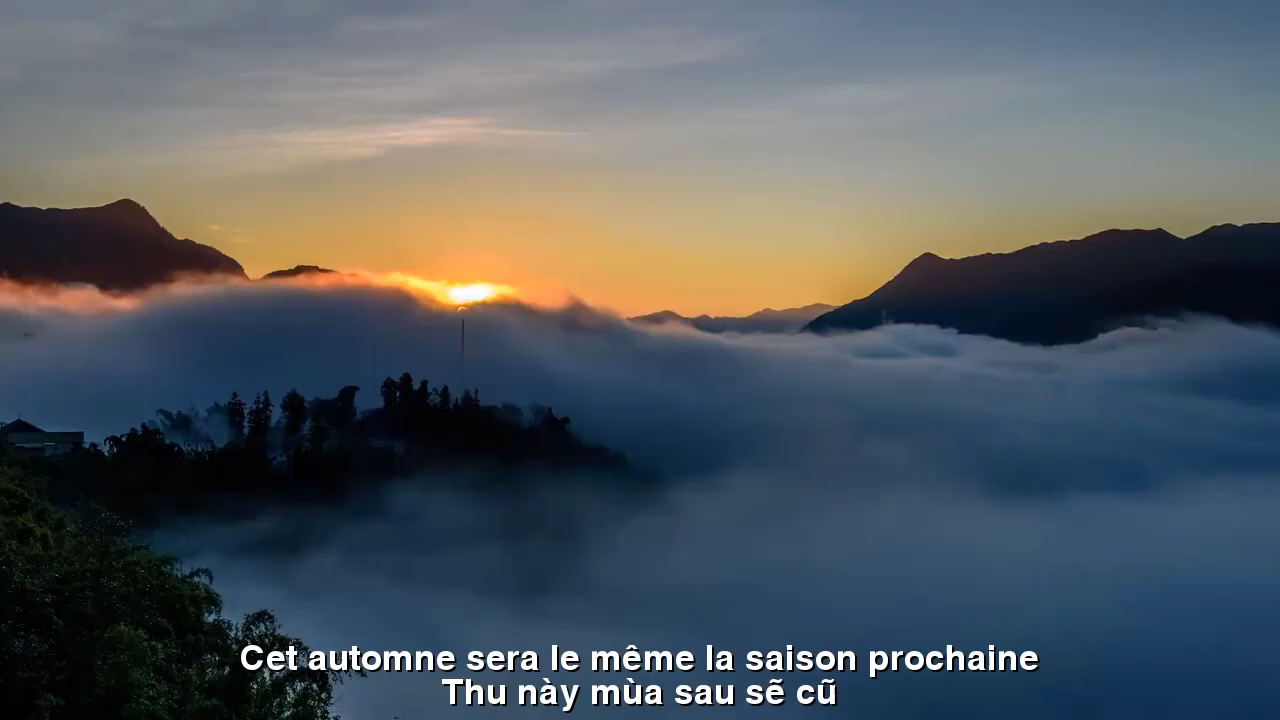 Cet automne sera le même la saison prochaine
Thu này mùa sau sẽ cũ